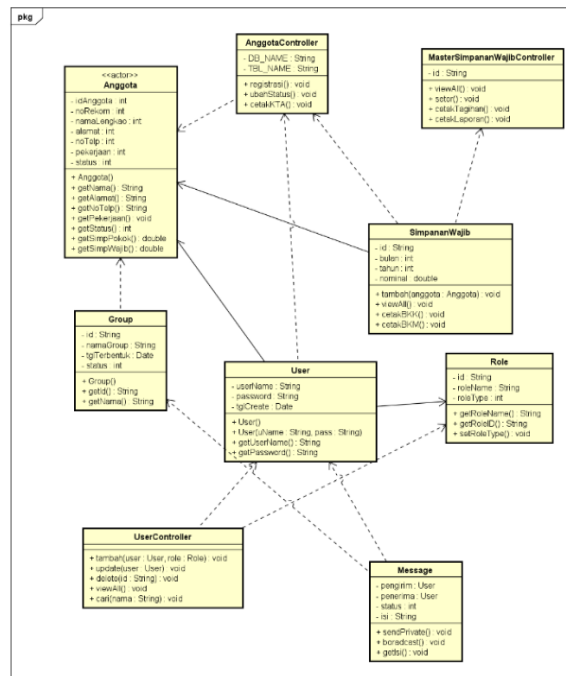 pkg
AnggotaController
- DB_NAME : String
- TBL_NAME : String
+ registrasi() : void
+ ubahStatus() : void
+ cetakKTA() : void
MasterSimpananWajibController
- id : String
+ viewAll() : void
+ setor() : void
+ cetakTagihan() : void
+ cetakLaporan() : void
<<actor>>
Anggota
- idAnggota : int
- noRekom : int
- namaLengkao : int
- alamat : int
- noTelp : int
- pekerjaan : int
- status : int
+ Anggota()
+ getNama() : String
+ getAlamat() : String
+ getNoTelp() : String
+ getPekerjaan() : void
+ getStatus() : int
+ getSimpPokok() : double
+ getSimpWajib() : double
SimpananWajib
- id : String
- bulan : int
- tahun : int
- nominal : double
+ tambah(anggota : Anggota) : void
+ viewAll() : void
+ cetakBKK() : void
+ cetakBKM() : void
Group
- id : String
- namaGroup : String
- tglTerbentuk : Date
- status : int
+ Group()
+ getid() : String
+ getNama() : String
User
- userName : String
- password : String
- tglCreate : Date
+ User()
+ User(uName : String, pass : String)
+ getUserName() : String
+ getPassword() : String
Role
- id : String
- roleName : String
- roleType : int
+ getRoleName() : String
+ getRoleID() : String
+ setRoleType() : void
UserController
+ tambah(user : User, role : Role) : void
+ update(user : User) : void
+ delete(id : String) : void
+ viewAll() : void
+ cari(nama : String) : void
Message
- pengirim : User
- penerima : User
- status : int
- isi : String
+ sendPrivate() : void
+ boradcast() : void
+ getIsi() : void